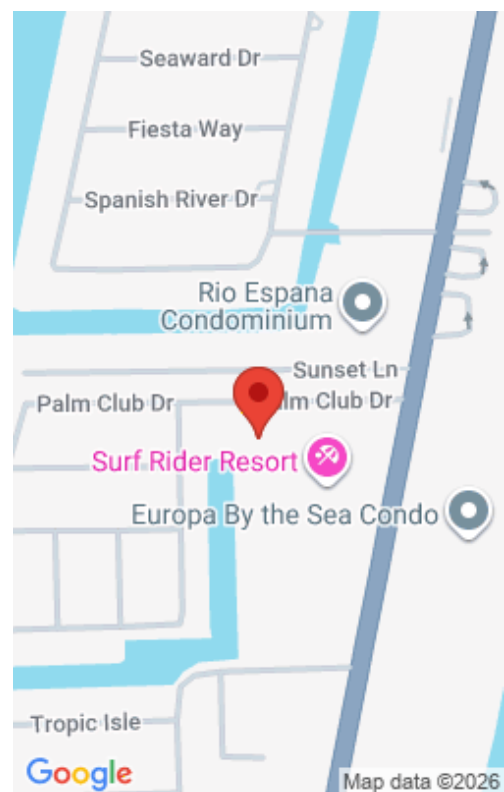 Seaward Dr
Fiesta Way
Spanish River Dr
Rio Espana
Condominium
Sunset Ln
Palm Club Dr
lm Club Dr
Surf Rider Resort
Europa By the Sea Condo
Tropic Isle
Google
Map data ©2026